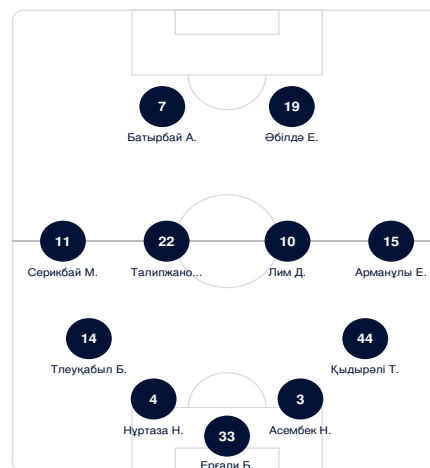 7 19
Батырбай А. Әбілдә Е.
11 22 10 15
Серикбай М. Талипжано... Лим Д. Арманұлы Е.
14 44
Тлеуқабыл Б. Қыдырәлі Т.
4 3
Нұртаза Н. Асембек Н.
33
Ерғали Б.